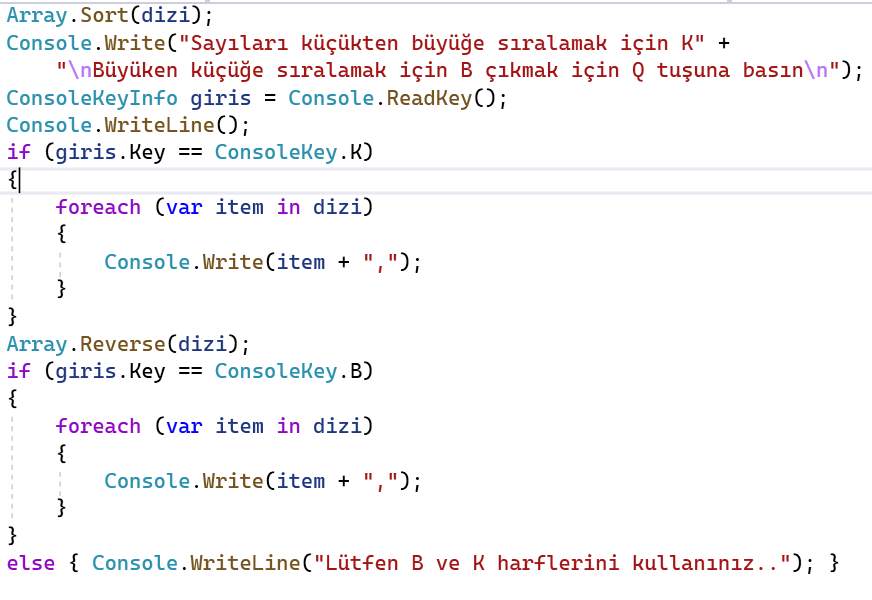 Array.Sort(dizi);
Console.Write("Sayıları küçükten büyüğe sıralamak için K" +
"\nBüyüken küçüğe sıralamak için B çıkmak için Q tuşuna basın\n");
ConsoleKeyInfo giris = Console.ReadKey();
Console.WriteLine();
if (giris.Key == ConsoleKey.K)
{
foreach (var item in dizi)
{
Console.Write(item + ",");
}
}
Array.Reverse(dizi);
if (giris.Key == ConsoleKey.B)
{
foreach (var item in dizi)
{
Console.Write(item + ",");
}
}
else { Console.WriteLine("Lütfen B ve K harflerini kullanınız.."); }